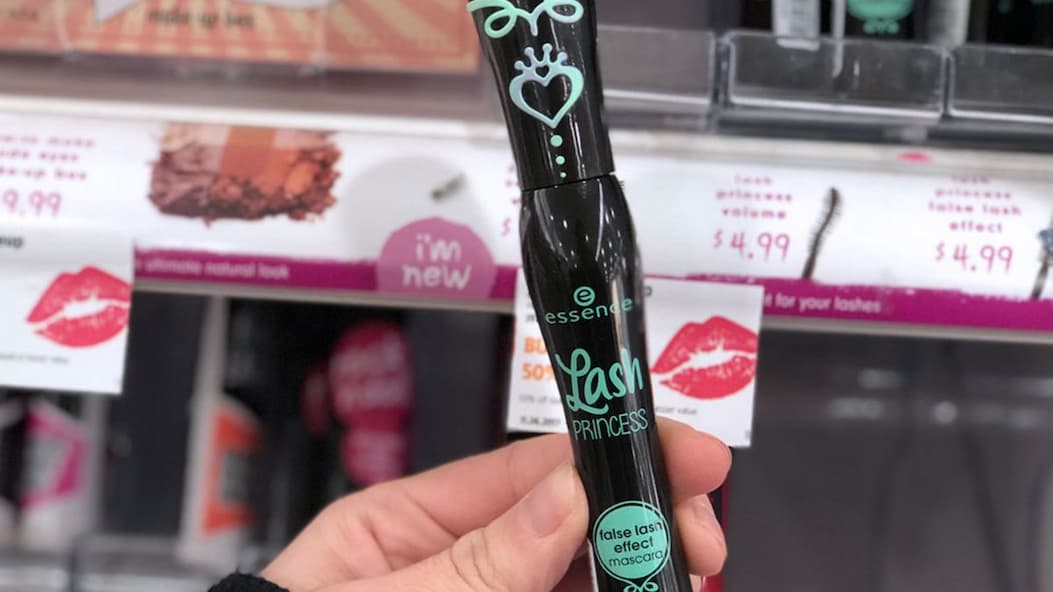 make up box
9.99
ultimate natural look
i'm
new
lash
princess
volume
$4.99
lash
princess
false lash
effect
$4.99
t for your lashes
essence
Lash
PRINCESS
false lash
effect
mascara
BU
50%